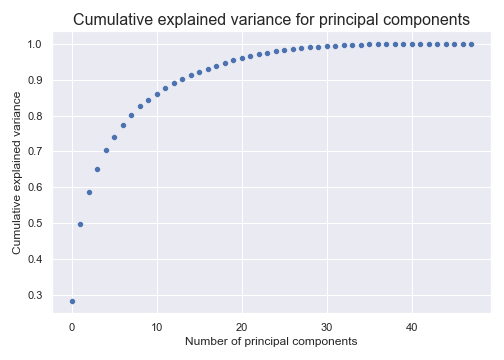 Cumulative explained variance for principal components
Cumulative explained variance
1.0
0.9
0.8
0.7
0.6
0.5
0.4
0.3
0 10 20 30 40
Number of principal components